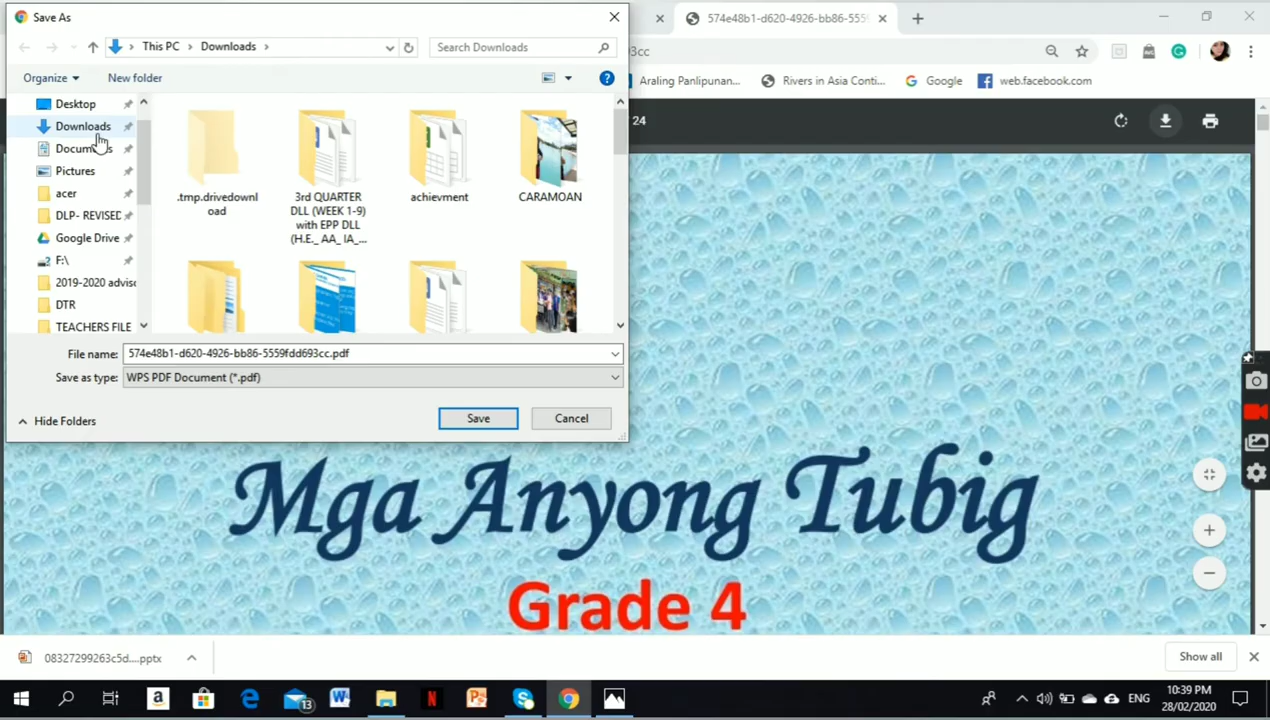 Save As
574e48b1-d620-4926-bb86-555
This PC
Downloads
Search Downloads
3cc
Araling Panlipunan...
Rivers in Asia Conti...
Google
web.facebook.com
Organize
New folder
24
Desktop
Downloads
Pictures
acer
DLP- REVISED
Google Drive
F:\
2019-2020 adviso
DTR
TEACHERS FILE
.tmp.drivedownl
oad
3rd QUARTER
DLL (WEEK 1-9)
with EPP DLL
(H.E._ AA_ IA_...
achievment
CARAMOAN
File name:
574e48b1-d620-4926-bb86-5559fdd693cc.pdf
Save as type:
WPS PDF Document (*.pdf)
Hide Folders
Save
Cancel
Mga Anyong Tubig
Grade 4
08327299263c5d....pptx
Show all
13
ENG
10:39 PM
28/02/2020